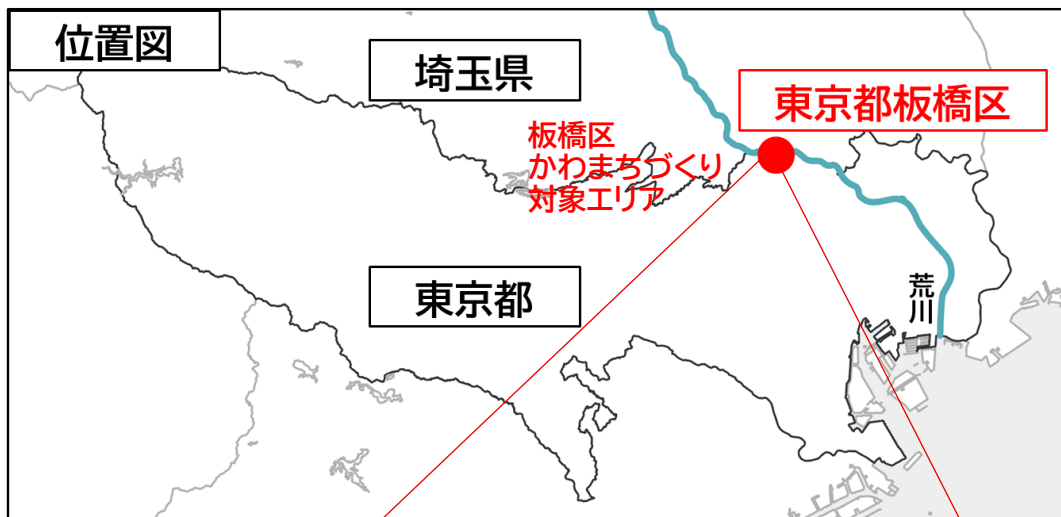 位置図
埼玉県
東京都板橋区
板橋区
かわまちづくり
対象エリア
東京都
荒川